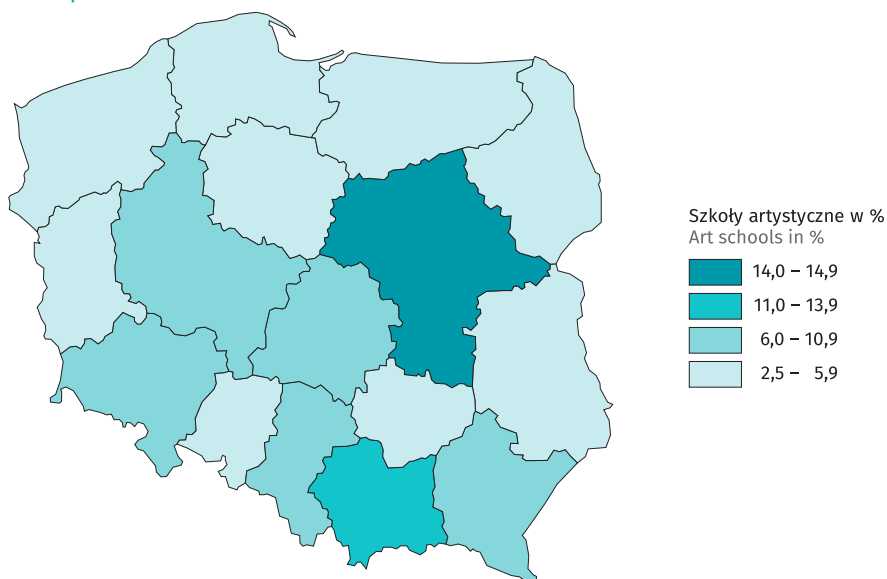 Szkoły artystyczne w %
Art schools in %
14,0 – 14,9
11,0 – 13,9
6,0 – 10,9
2,5 – 5,9